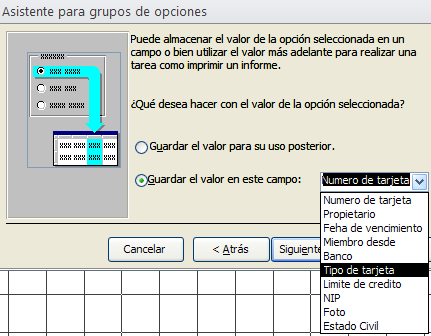 Asistente para grupos de opciones
Puede almacenar el valor de la opción seleccionada en un
campo o bien utilizar el valor más adelante para realizar una
tarea como imprimir un informe.
¿Qué desea hacer con el valor de la opción seleccionada?
Guardar el valor para su uso posterior.
Guardar el valor en este campo:
Numero de tarjeta
Numero de tarjeta
Propietario
Feha de vencimiento
Miembro desde
Banco
Tipo de tarjeta
Limite de credito
NIP
Foto
Estado Civil
Cancelar
< Atrás
Siguiente